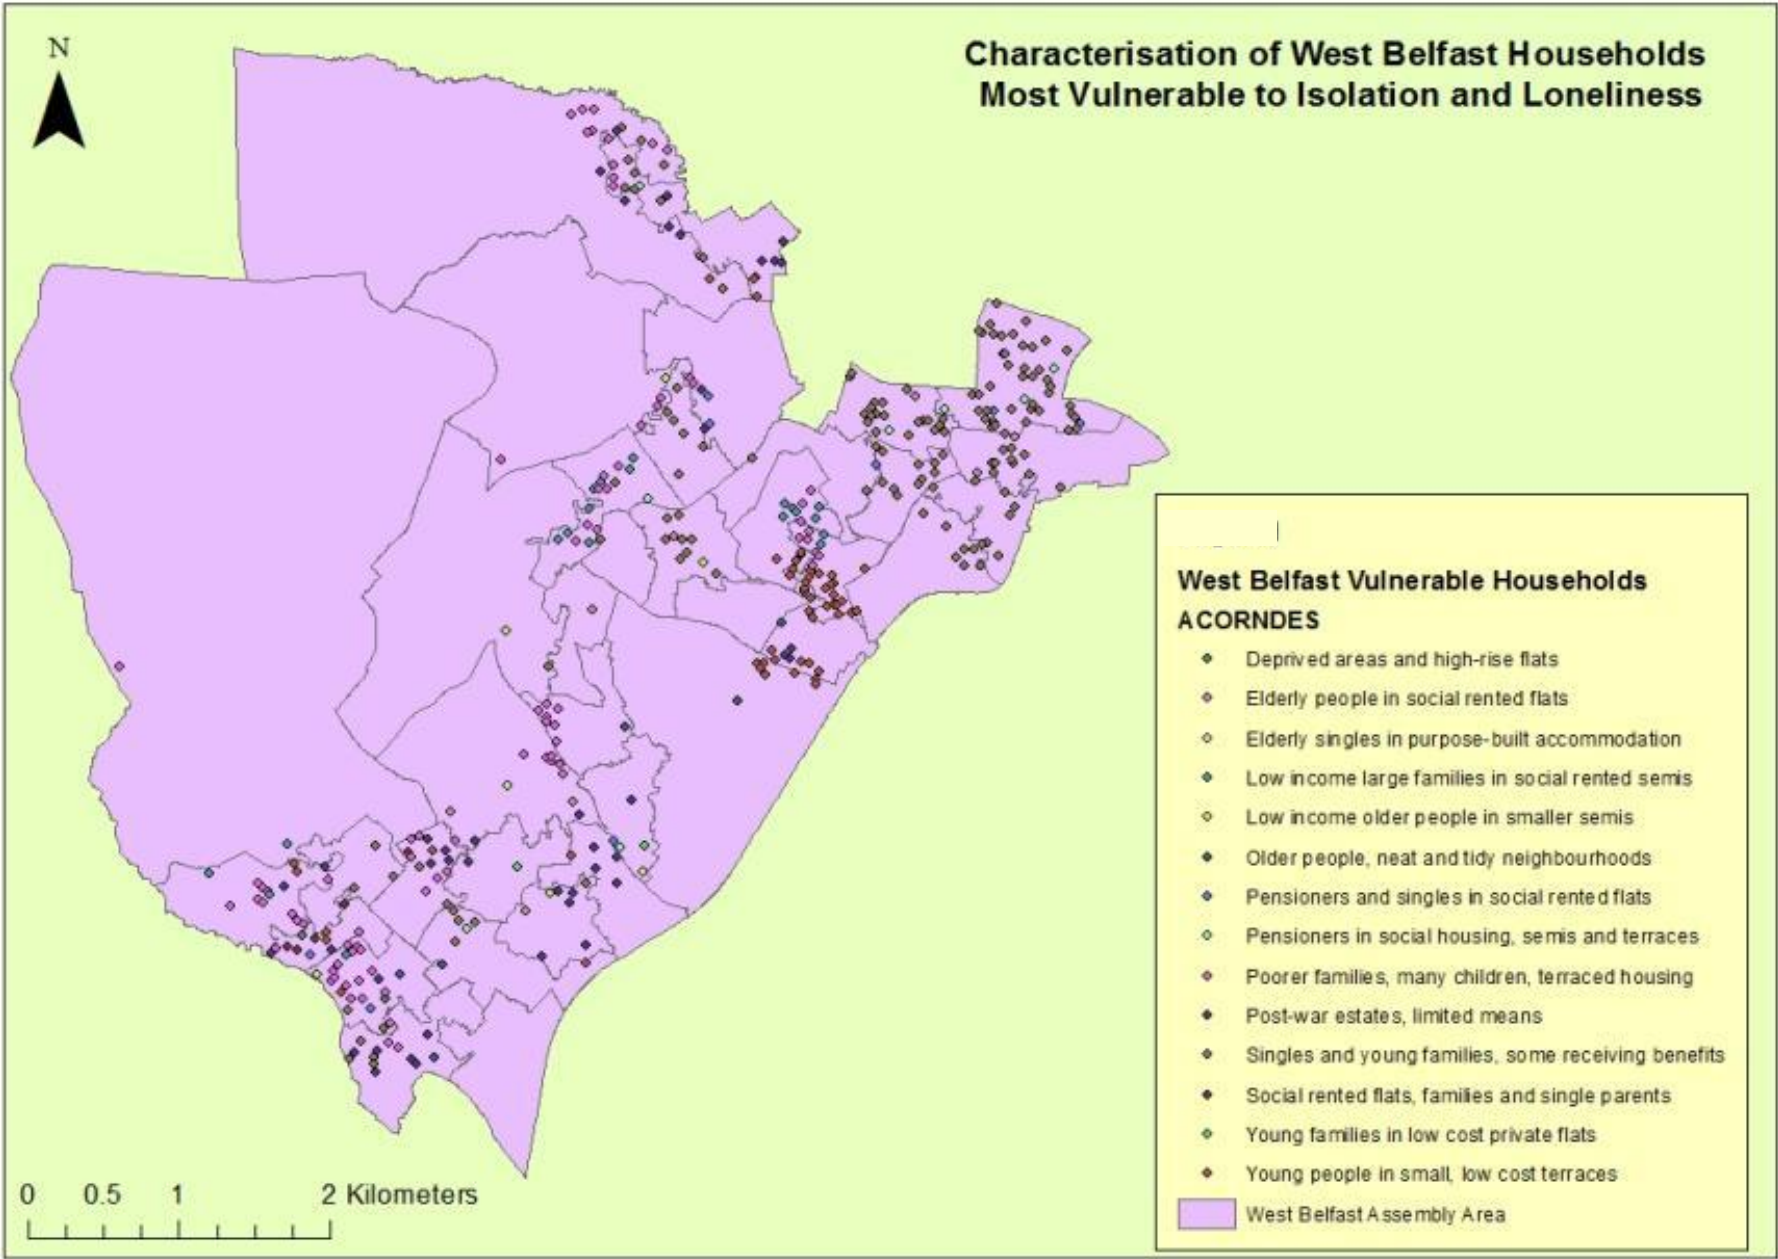 N
Characterisation of West Belfast Households
Most Vulnerable to Isolation and Loneliness
West Belfast Vulnerable Households
ACORNDES
Deprived areas and high-rise flats
Elderly people in social rented flats
Elderly singles in purpose-built accommodation
Low income large families in social rented semis
Low income older people in smaller semis
Older people, neat and tidy neighbourhoods
Pensioners and singles in social rented flats
Pensioners in social housing, semis and terraces
Poorer families, many children, terraced housing
Post-war estates, limited means
Singles and young families, some receiving benefits
Social rented flats, families and single parents
Young families in low cost private flats
Young people in small, low cost terraces
West Belfast Assembly Area
0 0.5 1 2 Kilometers